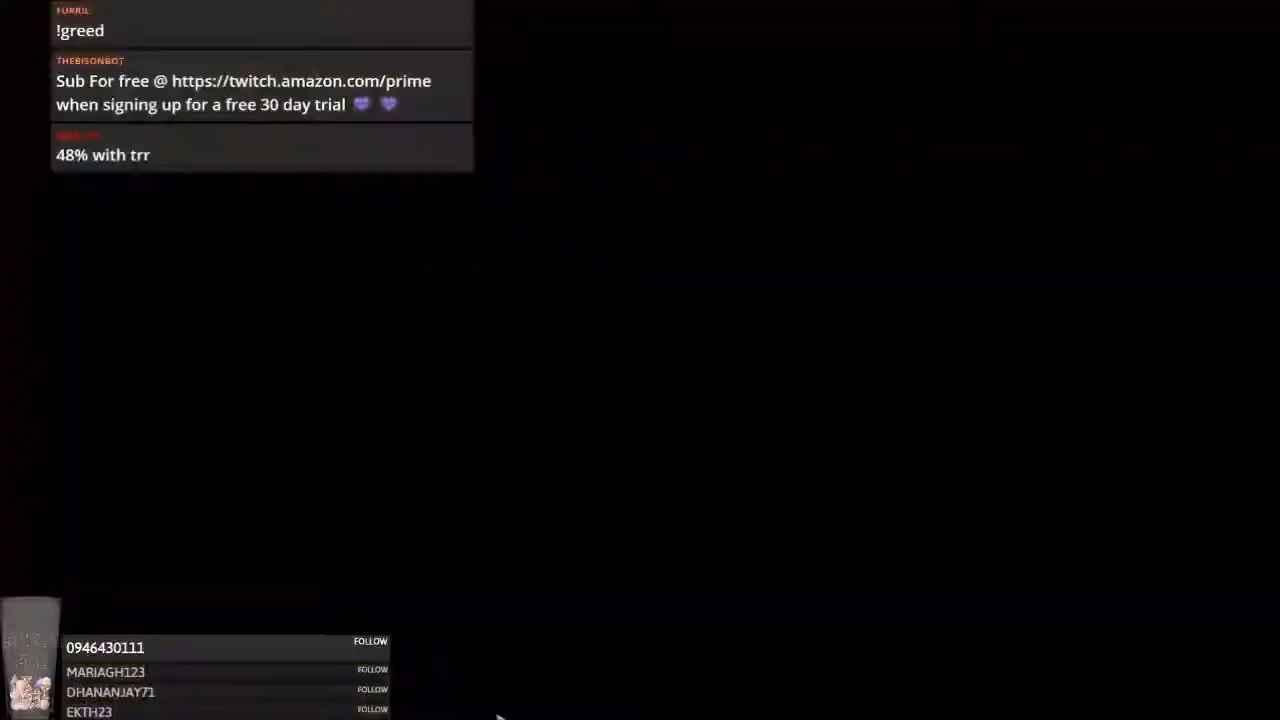 FURRIL
!greed
THEBISONBOT
Sub For free @ https://twitch.amazon.com/prime
when signing up for a free 30 day trial
48% with trr
0946430111 FOLLOW
MARIAGH123 FOLLOW
DHANANJAY71 FOLLOW
EKTH23 FOLLOW